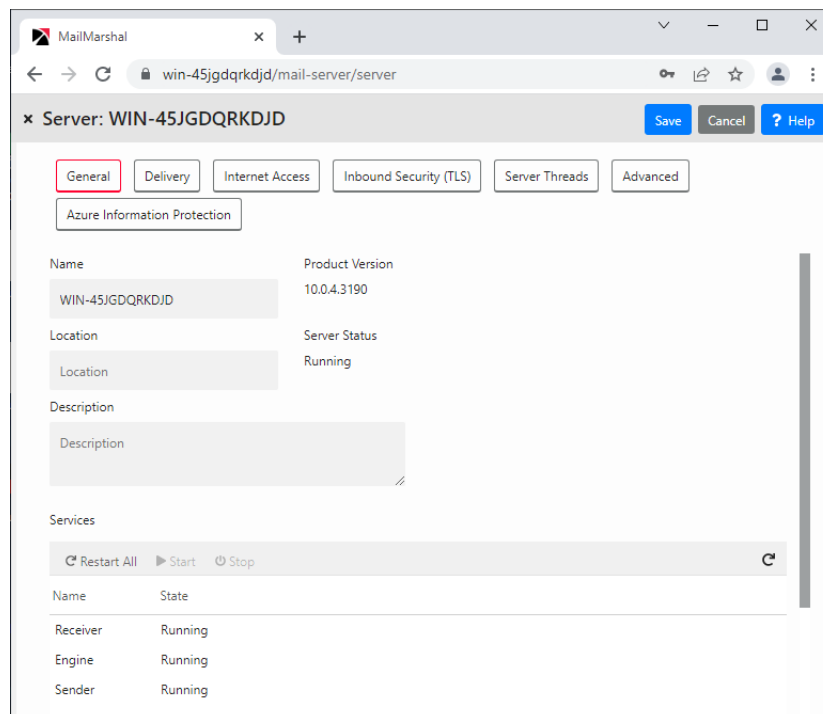 MailMarshal
win-45jgdqrkdjd/mail-server/server
Server: WIN-45JGDQRKDJD
Save
Cancel
? Help
General
Delivery
Internet Access
Inbound Security (TLS)
Server Threads
Advanced
Azure Information Protection
Name
Product Version
WIN-45JGDQRKDJD
10.0.4.3190
Location
Server Status
Location
Running
Description
Description
Services
Restart All
Start
Stop
Name State
Receiver Running
Engine Running
Sender Running